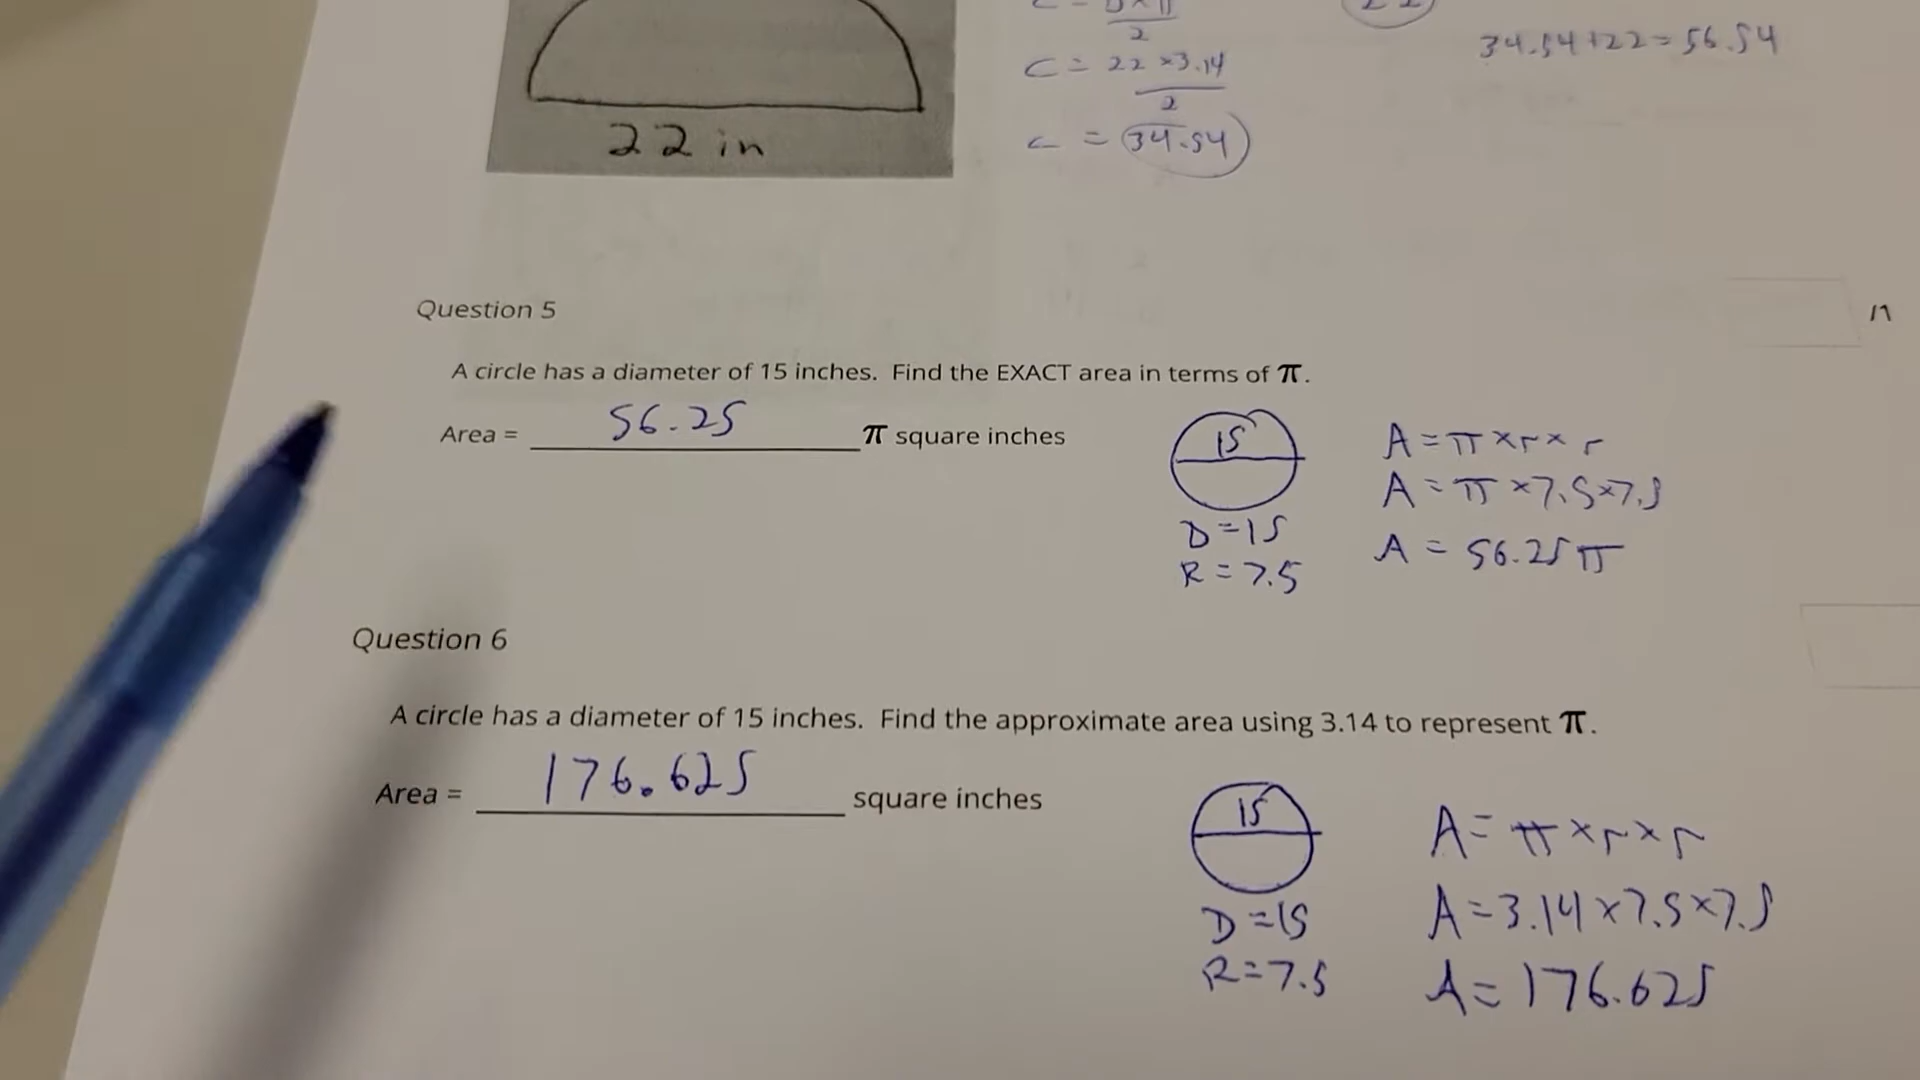 2
C = 22 × 3.14
2
C = 34.54
34.54 + 22 = 56.54
22 in
Question 5
A circle has a diameter of 15 inches. Find the EXACT area in terms of π.
Area = 56.25 π square inches
15
D = 15
R = 7.5
A = π × r × r
A = π × 7.5 × 7.5
A = 56.25 π
Question 6
A circle has a diameter of 15 inches. Find the approximate area using 3.14 to represent π.
Area = 176.625 square inches
15
D = 15
R = 7.5
A = π × r × r
A = 3.14 × 7.5 × 7.5
A = 176.625